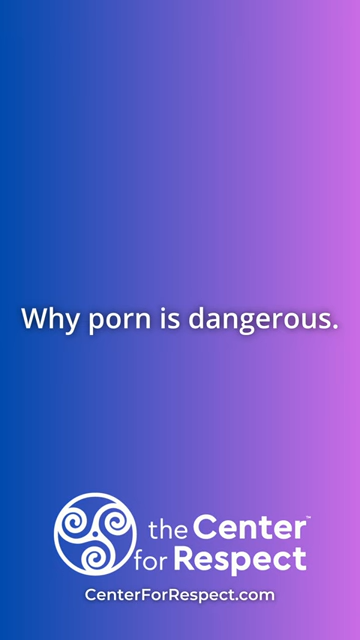 Why porn is dangerous.
the Center™
for Respect
CenterForRespect.com